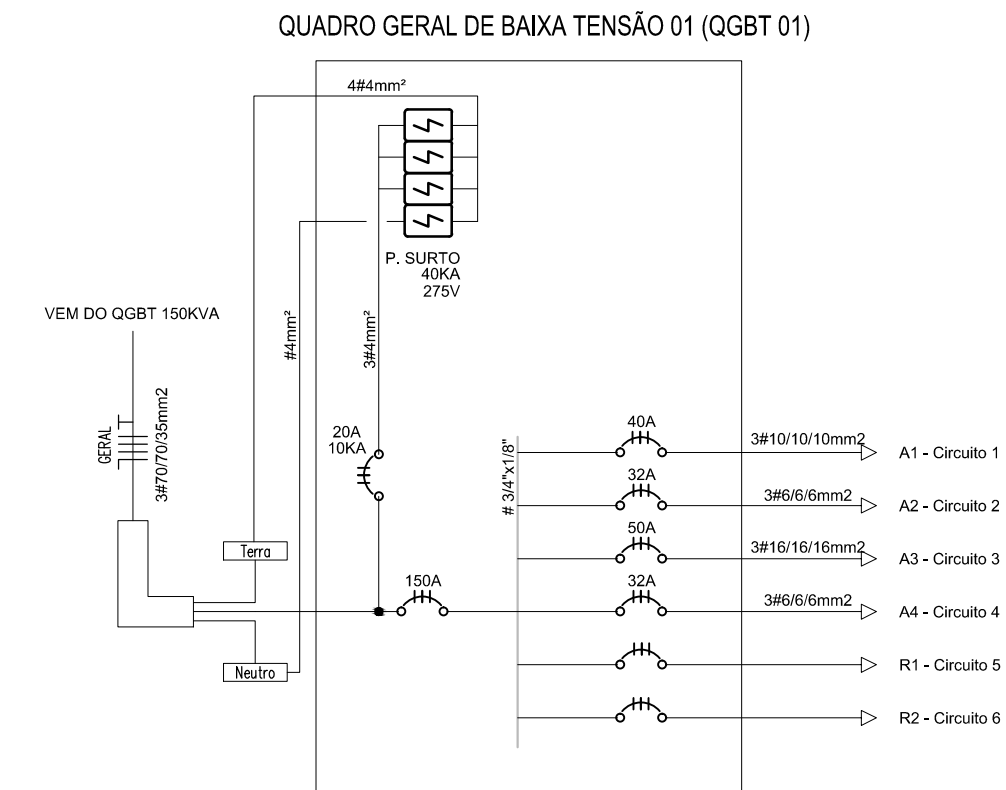 QUADRO GERAL DE BAIXA TENSÃO 01 (QGBT 01)
4#4mm²
P. SURTO
40KA
275V
VEM DO QGBT 150KVA
#4mm²
3#4mm²
GERAL
3#70/70/35mm2
20A
10KA
# 3/4"x1/8"
40A
3#10/10/10mm2
A1 - Circuito 1
32A
3#6/6/6mm2
A2 - Circuito 2
50A
3#16/16/16mm2
A3 - Circuito 3
Terra
150A
32A
3#6/6/6mm2
A4 - Circuito 4
Neutro
R1 - Circuito 5
R2 - Circuito 6